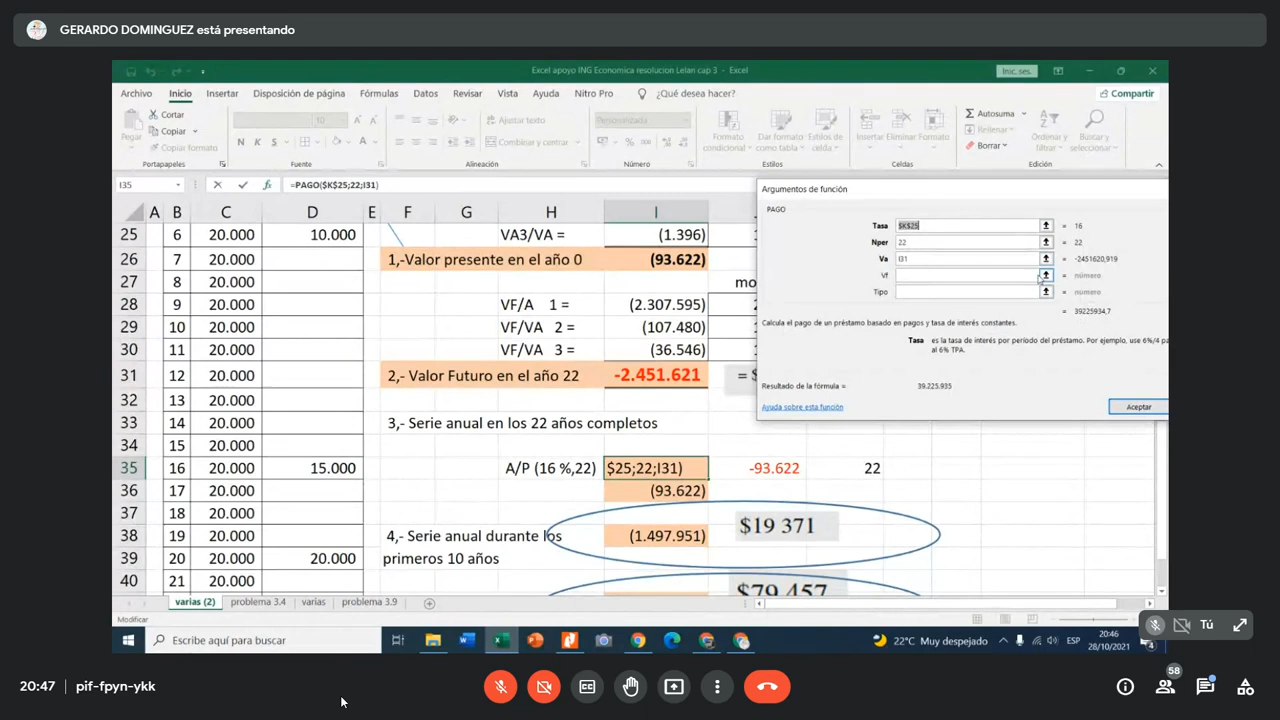 GERARDO DOMINGUEZ está presentando
Excel apoyo ING Economica resolucion Lelan cap 3 - Excel
Inic. ses.
Archivo Inicio Insertar Disposición de página Fórmulas Datos Revisar Vista Ayuda Nitro Pro ¿Qué desea hacer? Compartir
Cortar
Copiar
Copiar formato
Pegar
10
N K S
Ajustar texto
Combinar y centrar
Personalizada
Formato condicional
Dar formato como tabla
Estilos de celda
Insertar Eliminar Formato
Autosuma
Rellenar
Borrar
Ordenar y filtrar
Buscar y seleccionar
Portapapeles Fuente Alineación Número Estilos Celdas Edición
I35 fx =PAGO($K$25;22;I31)
A B C D E F G H I
25 6 20.000 10.000 VA3/VA = (1.396)
26 7 20.000 1,-Valor presente en el año 0 (93.622)
27 8 20.000 mo
28 9 20.000 VF/A 1 = (2.307.595)
29 10 20.000 VF/VA 2 = (107.480)
30 11 20.000 VF/VA 3 = (36.546)
31 12 20.000 2,- Valor Futuro en el año 22 -2.451.621 = $
32 13 20.000
33 14 20.000 3,- Serie anual en los 22 años completos
34 15 20.000
35 16 20.000 15.000 A/P (16 %,22) $25;22;I31) -93.622 22
36 17 20.000 (93.622)
37 18 20.000 $19 371
38 19 20.000 4,- Serie anual durante los (1.497.951)
39 20 20.000 20.000 primeros 10 años
40 21 20.000 $79 457
Argumentos de función
PAGO
Tasa $K$25 = 16
Nper 22 = 22
Va I31 = -2451620,919
Vf = número
Tipo = número
= 39225934,7
Calcula el pago de un préstamo basado en pagos y tasa de interés constantes.
Tasa es la tasa de interés por período del préstamo. Por ejemplo, use 6%/4 pa
al 6% TPA.
Resultado de la fórmula = 39.225.935
Ayuda sobre esta función
Aceptar
varias (2) problema 3.4 varias problema 3.9
Modificar
Escribe aquí para buscar
22°C Muy despejado
ESP
20:46
28/10/2021
4
Tú
20:47 | pif-fpyn-ykk
58